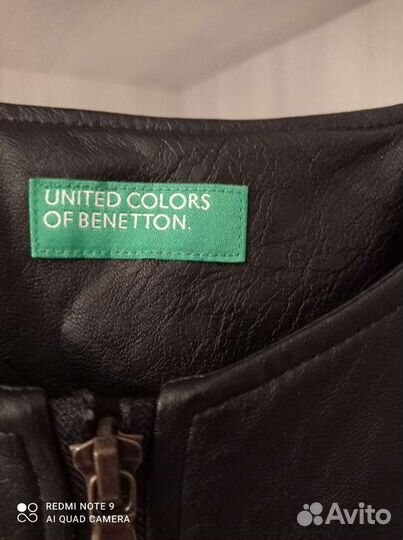 UNITED COLORS
OF BENETTON.
REDMI NOTE 9
AI QUAD CAMERA
Avito